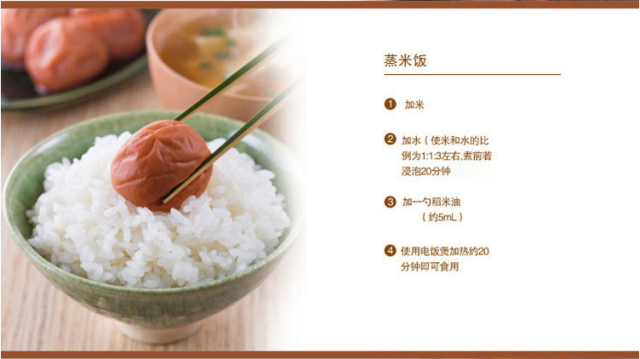 蒸米饭
1 加米
2 加水（使米和水的比
例为1:1:3左右,煮前若
浸泡20分钟
3 加一勺稻米油
（约5mL）
4 使用电饭煲加热约20
分钟即可食用